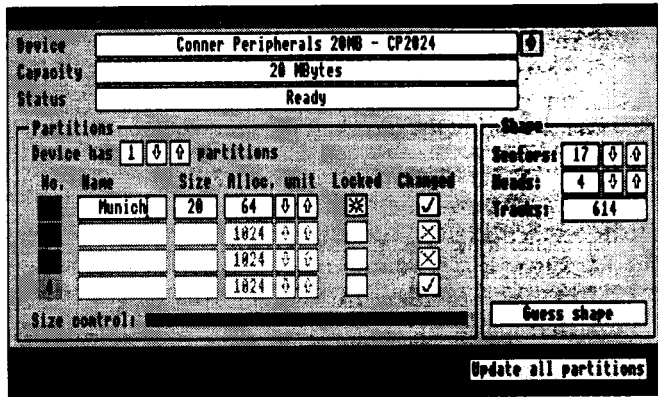 Device Conner Peripherals 20MB - CP2024
Capacity 20 MBytes
Status Ready
Partitions
Device has 1 partitions
No. Name Size Alloc. unit Locked Changed
Munich 20 64
1024
1024
4 1024
Size control:
Shape
Sectors: 17
Heads: 4
Tracks: 614
Guess shape
Update all partitions